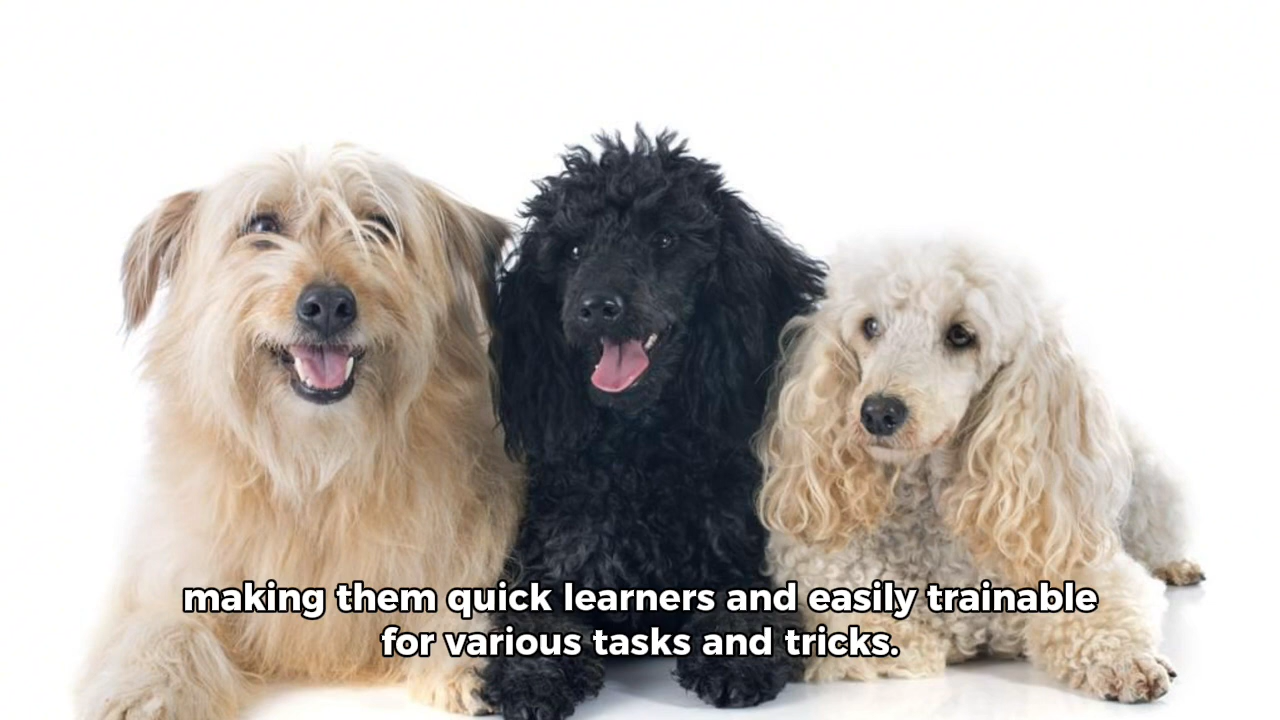 making them quick learners and easily trainable
for various tasks and tricks.